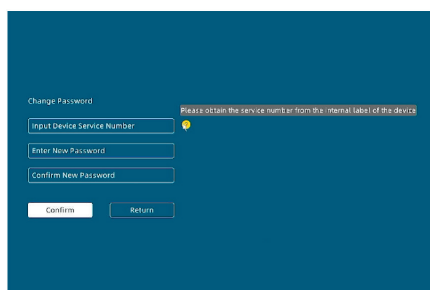 Change Password
Please obtain the service number from the internal label of the device
Input Device Service Number
Enter New Password
Confirm New Password
Confirm
Return